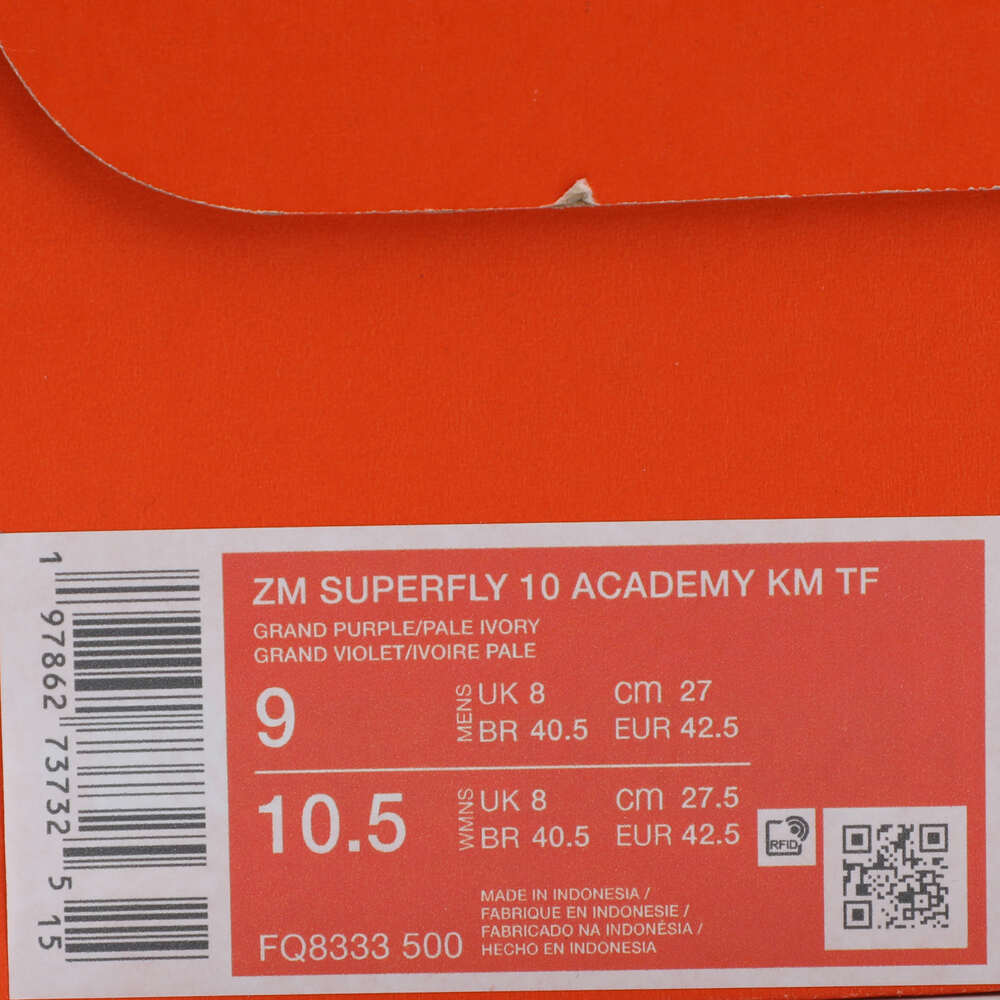 ZM SUPERFLY 10 ACADEMY KM TF
GRAND PURPLE/PALE IVORY
GRAND VIOLET/IVOIRE PALE
9 MENS UK 8 CM 27
BR 40.5 EUR 42.5
10.5 WMNS UK 8 CM 27.5
BR 40.5 EUR 42.5
RFID
MADE IN INDONESIA /
FABRIQUE EN INDONESIE /
FABRICADO NA INDONÉSIA /
HECHO EN INDONESIA
FQ8333 500
1 97862 73732 5 15